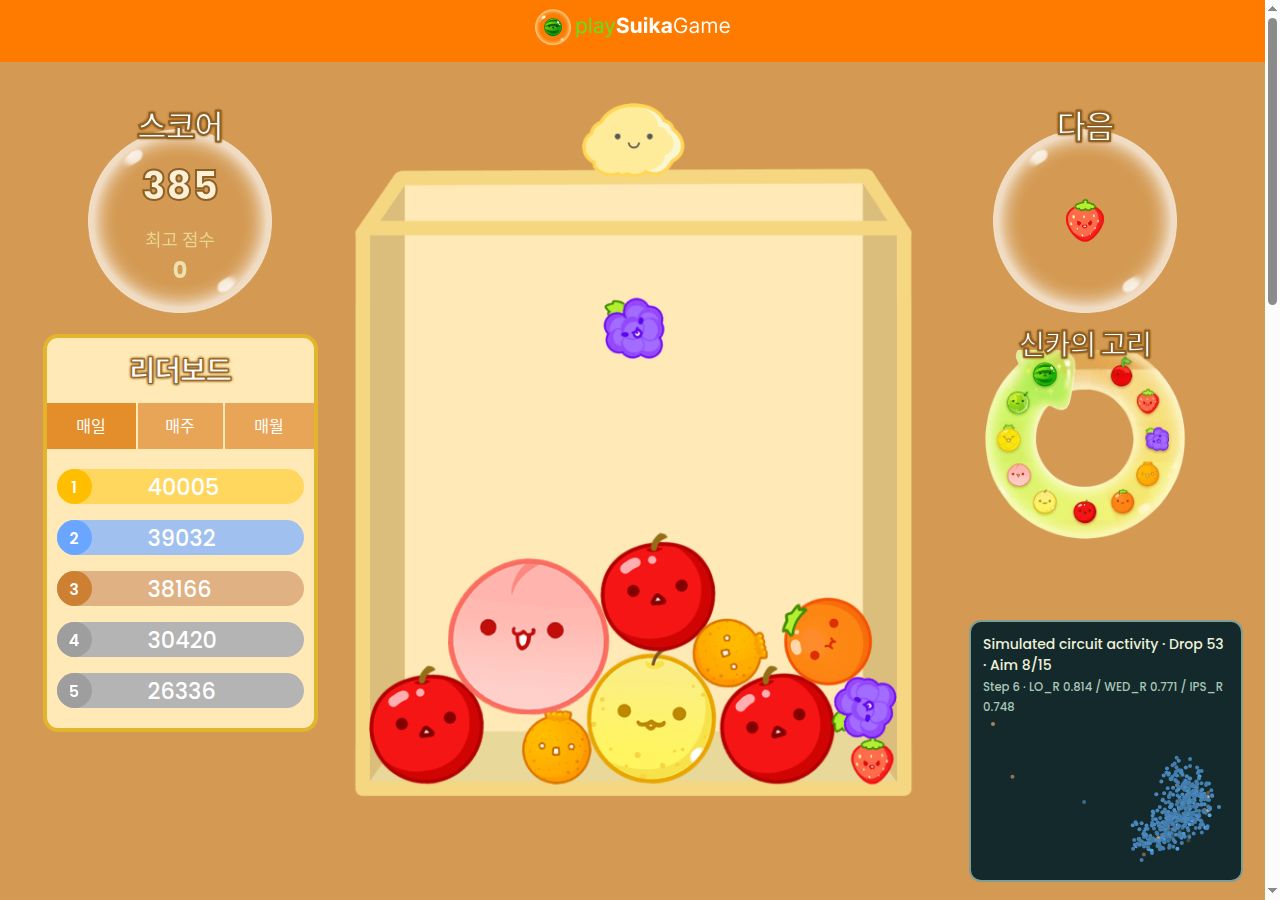 playSuikaGame
스코어
385
최고 점수
0
다음
리더보드
매일
매주
매월
1
40005
2
39032
3
38166
4
30420
5
26336
신카의 고리
Simulated circuit activity · Drop 53
· Aim 8/15
Step 6 · LO_R 0.814 / WED_R 0.771 / IPS_R
0.748